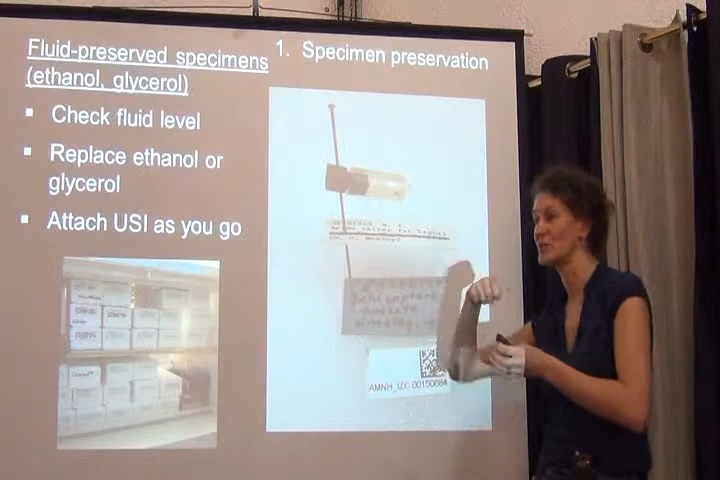 Fluid-preserved specimens
(ethanol, glycerol)
1. Specimen preservation
▪ Check fluid level
▪ Replace ethanol or
glycerol
▪ Attach USI as you go
AMNH_IZC 00150684